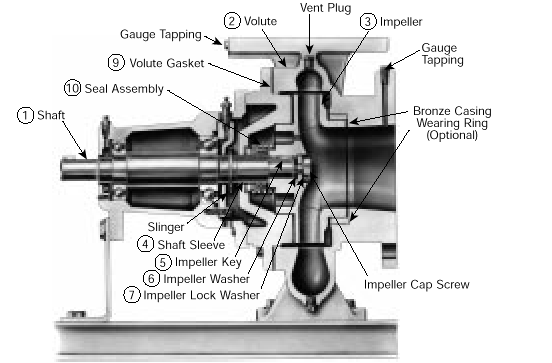 Vent Plug
② Volute
③ Impeller
Gauge Tapping
Gauge
Tapping
⑨ Volute Gasket
⑩ Seal Assembly
① Shaft
Bronze Casing
Wearing Ring
(Optional)
Slinger
④ Shaft Sleeve
⑤ Impeller Key
⑥ Impeller Washer
⑦ Impeller Lock Washer
Impeller Cap Screw